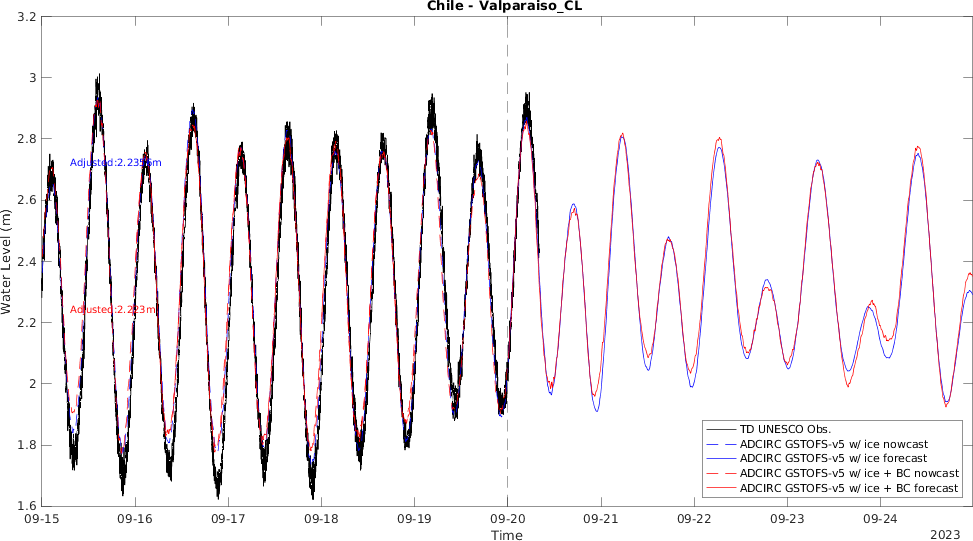 Chile - Valparaiso_CL
3.2
3
2.8
2.6
2.4
2.2
2
1.8
1.6
Water Level (m)
Adjusted:2.2356m
Adjusted:2.223m
TD UNESCO Obs.
ADCIRC GSTOFS-v5 w/ ice nowcast
ADCIRC GSTOFS-v5 w/ ice forecast
ADCIRC GSTOFS-v5 w/ ice + BC nowcast
ADCIRC GSTOFS-v5 w/ ice + BC forecast
09-15 09-16 09-17 09-18 09-19 09-20 09-21 09-22 09-23 09-24
Time
2023